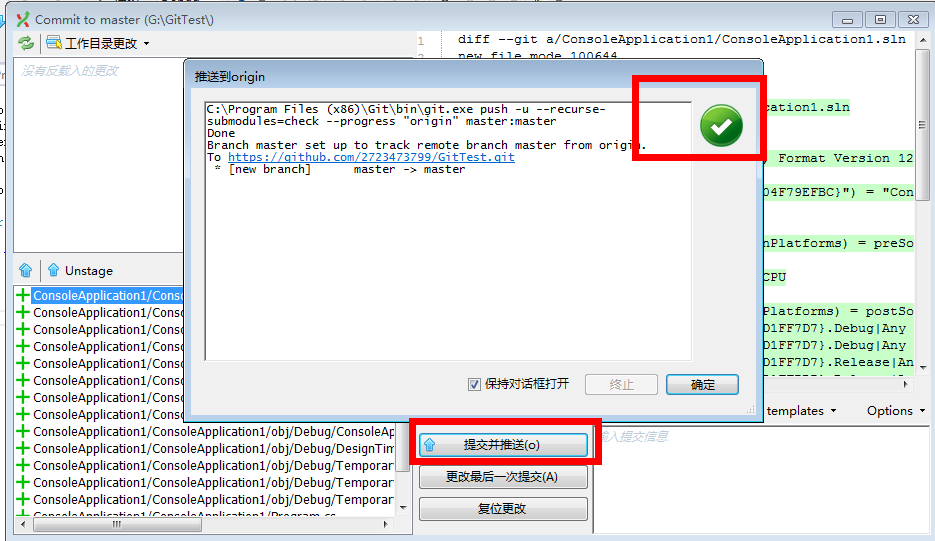 Commit to master (G:\GitTest\)
工作目录更改
没有反载入的更改
1 diff --git a/ConsoleApplication1/ConsoleApplication1.sln
2 new file mode 100644
推送到origin
C:\Program Files (x86)\Git\bin\git.exe push -u --recurse-
submodules=check --progress "origin" master:master
Done
Branch master set up to track remote branch master from origin.
To https://github.com/2723473799/GitTest.git
* [new branch] master -> master
保持对话框打开
终止
确定
cation1.sln
Format Version 12
04F79EFBC}") = "Con
nPlatforms) = preSo
CPU
Platforms) = postSo
D1FF7D7}.Debug|Any
D1FF7D7}.Debug|Any
D1FF7D7}.Release|An
Unstage
ConsoleApplication1/Conso
ConsoleApplication1/Conso
ConsoleApplication1/Conso
ConsoleApplication1/Conso
ConsoleApplication1/Conso
ConsoleApplication1/Conso
ConsoleApplication1/Conso
ConsoleApplication1/Conso
ConsoleApplication1/ConsoleApplication1/obj/Debug/ConsoleAp
ConsoleApplication1/ConsoleApplication1/obj/Debug/DesignTim
ConsoleApplication1/ConsoleApplication1/obj/Debug/Temporar
ConsoleApplication1/ConsoleApplication1/obj/Debug/Temporar
ConsoleApplication1/ConsoleApplication1/obj/Debug/Temporar
ConsoleApplication1/ConsoleApplication1/Program.cs
提交并推送(o)
更改最后一次提交(A)
复位更改
templates
Options
输入提交信息